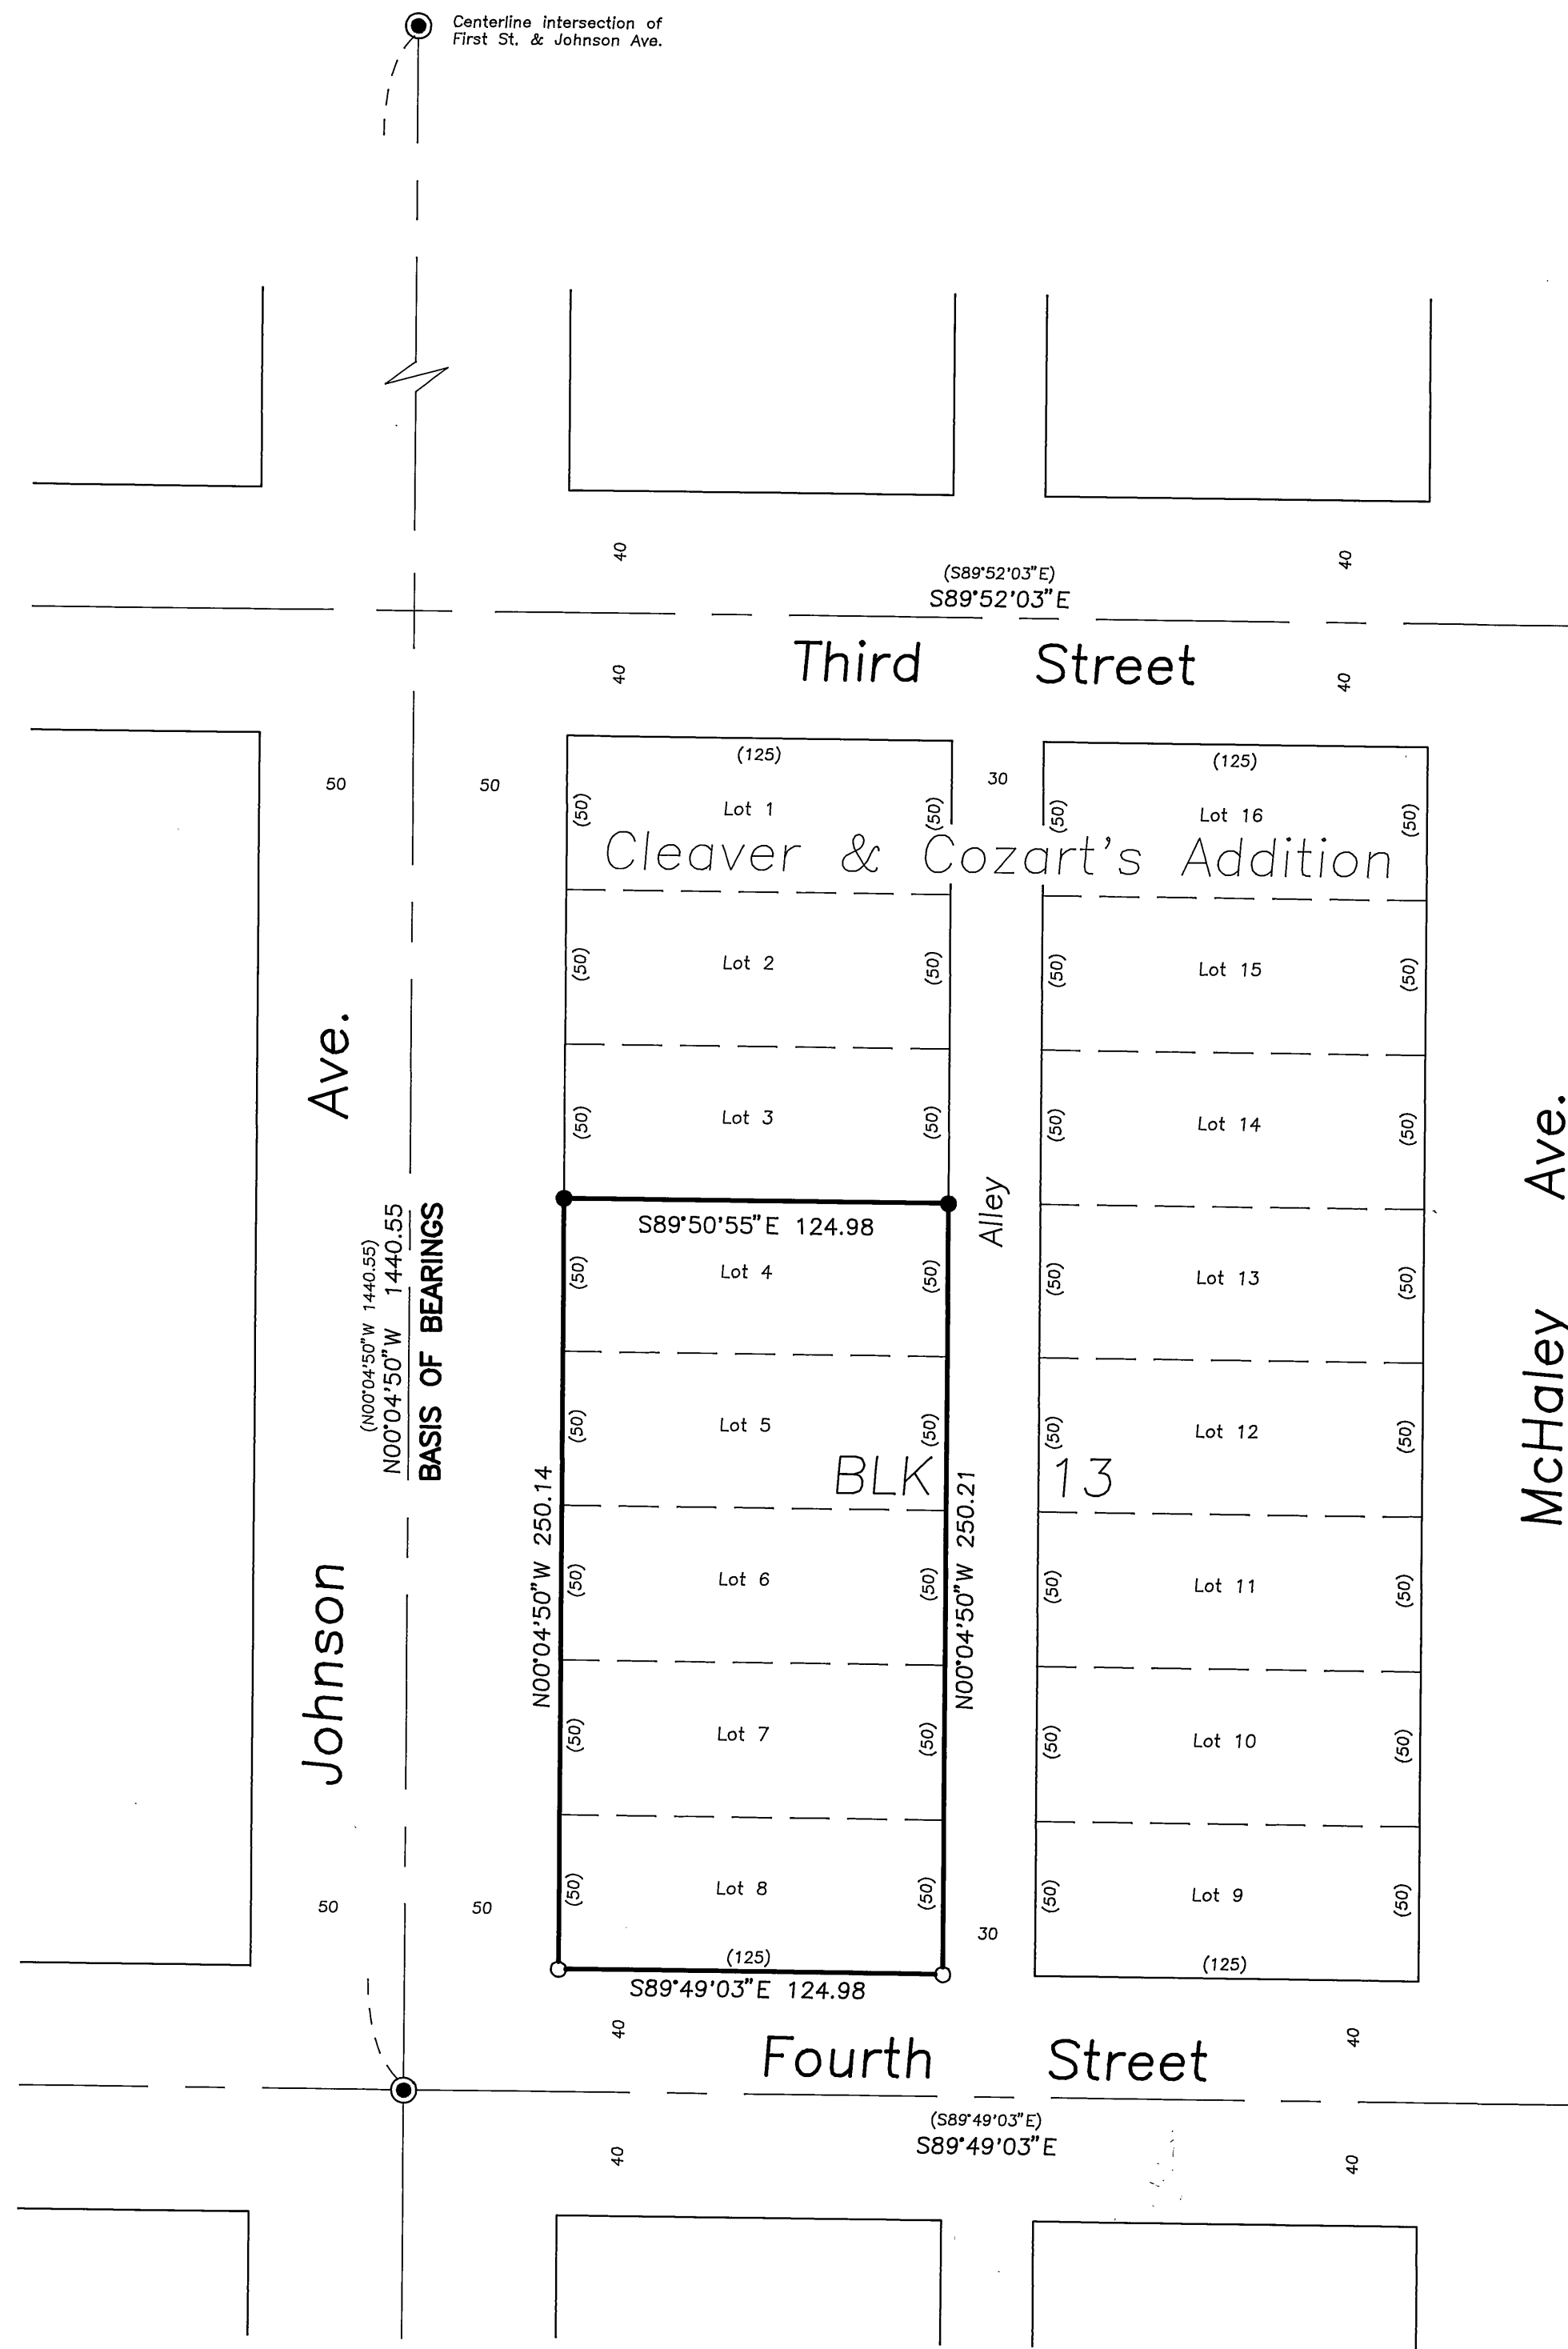 Centerline intersection of
First St. & Johnson Ave.
40
40
(S89°52'03"E)
S89°52'03"E
Third Street
40
40
50
50
(125)
30
(125)
(50)
Lot 1
(50)
(50)
Lot 16
(50)
Cleaver & Cozart's Addition
(50)
Lot 2
(50)
(50)
Lot 15
(50)
Johnson Ave.
(50)
Lot 3
(50)
(50)
Lot 14
(50)
McHaley Ave.
Alley
S89°50'55"E 124.98
(50)
Lot 4
(50)
(50)
Lot 13
(50)
(N00°04'50"W 1440.55)
N00°04'50"W 1440.55
BASIS OF BEARINGS
(50)
Lot 5
(50)
(50)
Lot 12
(50)
BLK 13
N00°04'50"W 250.14
N00°04'50"W 250.21
(50)
Lot 6
(50)
(50)
Lot 11
(50)
(50)
Lot 7
(50)
(50)
Lot 10
(50)
(50)
Lot 8
(50)
(50)
Lot 9
(50)
50
50
30
(125)
(125)
S89°49'03"E 124.98
40
40
Fourth Street
(S89°49'03"E)
S89°49'03"E
40
40